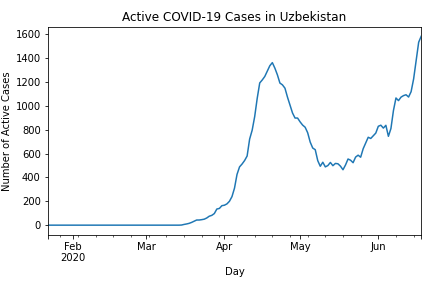 Active COVID-19 Cases in Uzbekistan
Number of Active Cases
1600
1400
1200
1000
800
600
400
200
0
Feb Mar Apr May Jun
2020
Day